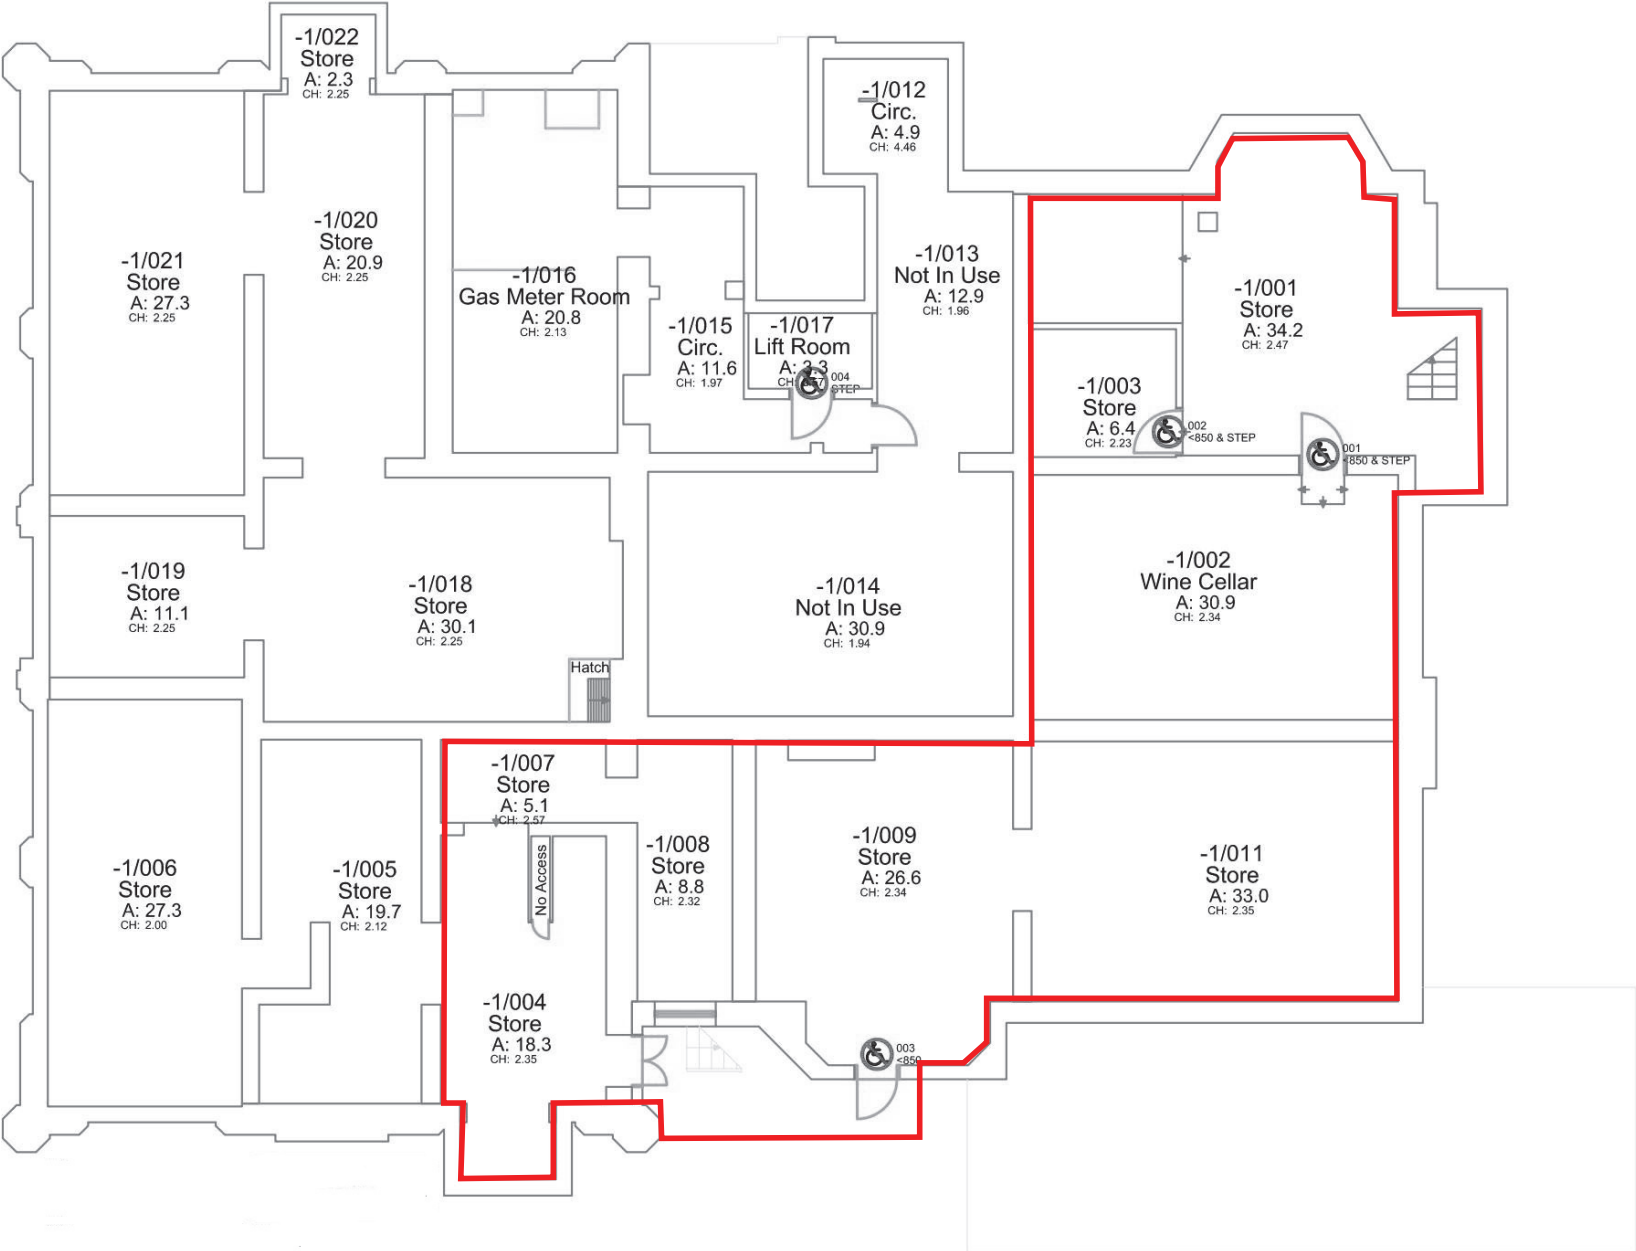 -1/022
Store
A: 2.3
CH: 2.25
-1/012
Circ.
A: 4.9
CH: 4.46
-1/021
Store
A: 27.3
CH: 2.25
-1/020
Store
A: 20.9
CH: 2.25
-1/016
Gas Meter Room
A: 20.8
CH: 2.13
-1/015
Circ.
A: 11.6
CH: 1.97
-1/017
Lift Room
A: 3.3
004
STEP
-1/013
Not In Use
A: 12.9
CH: 1.96
-1/001
Store
A: 34.2
CH: 2.47
-1/003
Store
A: 6.4
CH: 2.23
002
<850 & STEP
001
<850 & STEP
-1/019
Store
A: 11.1
CH: 2.25
-1/018
Store
A: 30.1
CH: 2.25
Hatch
-1/014
Not In Use
A: 30.9
CH: 1.94
-1/002
Wine Cellar
A: 30.9
CH: 2.34
-1/006
Store
A: 27.3
CH: 2.00
-1/005
Store
A: 19.7
CH: 2.12
-1/007
Store
A: 5.1
CH: 2.57
No Access
-1/008
Store
A: 8.8
CH: 2.32
-1/009
Store
A: 26.6
CH: 2.34
-1/011
Store
A: 33.0
CH: 2.35
-1/004
Store
A: 18.3
CH: 2.35
003
<850